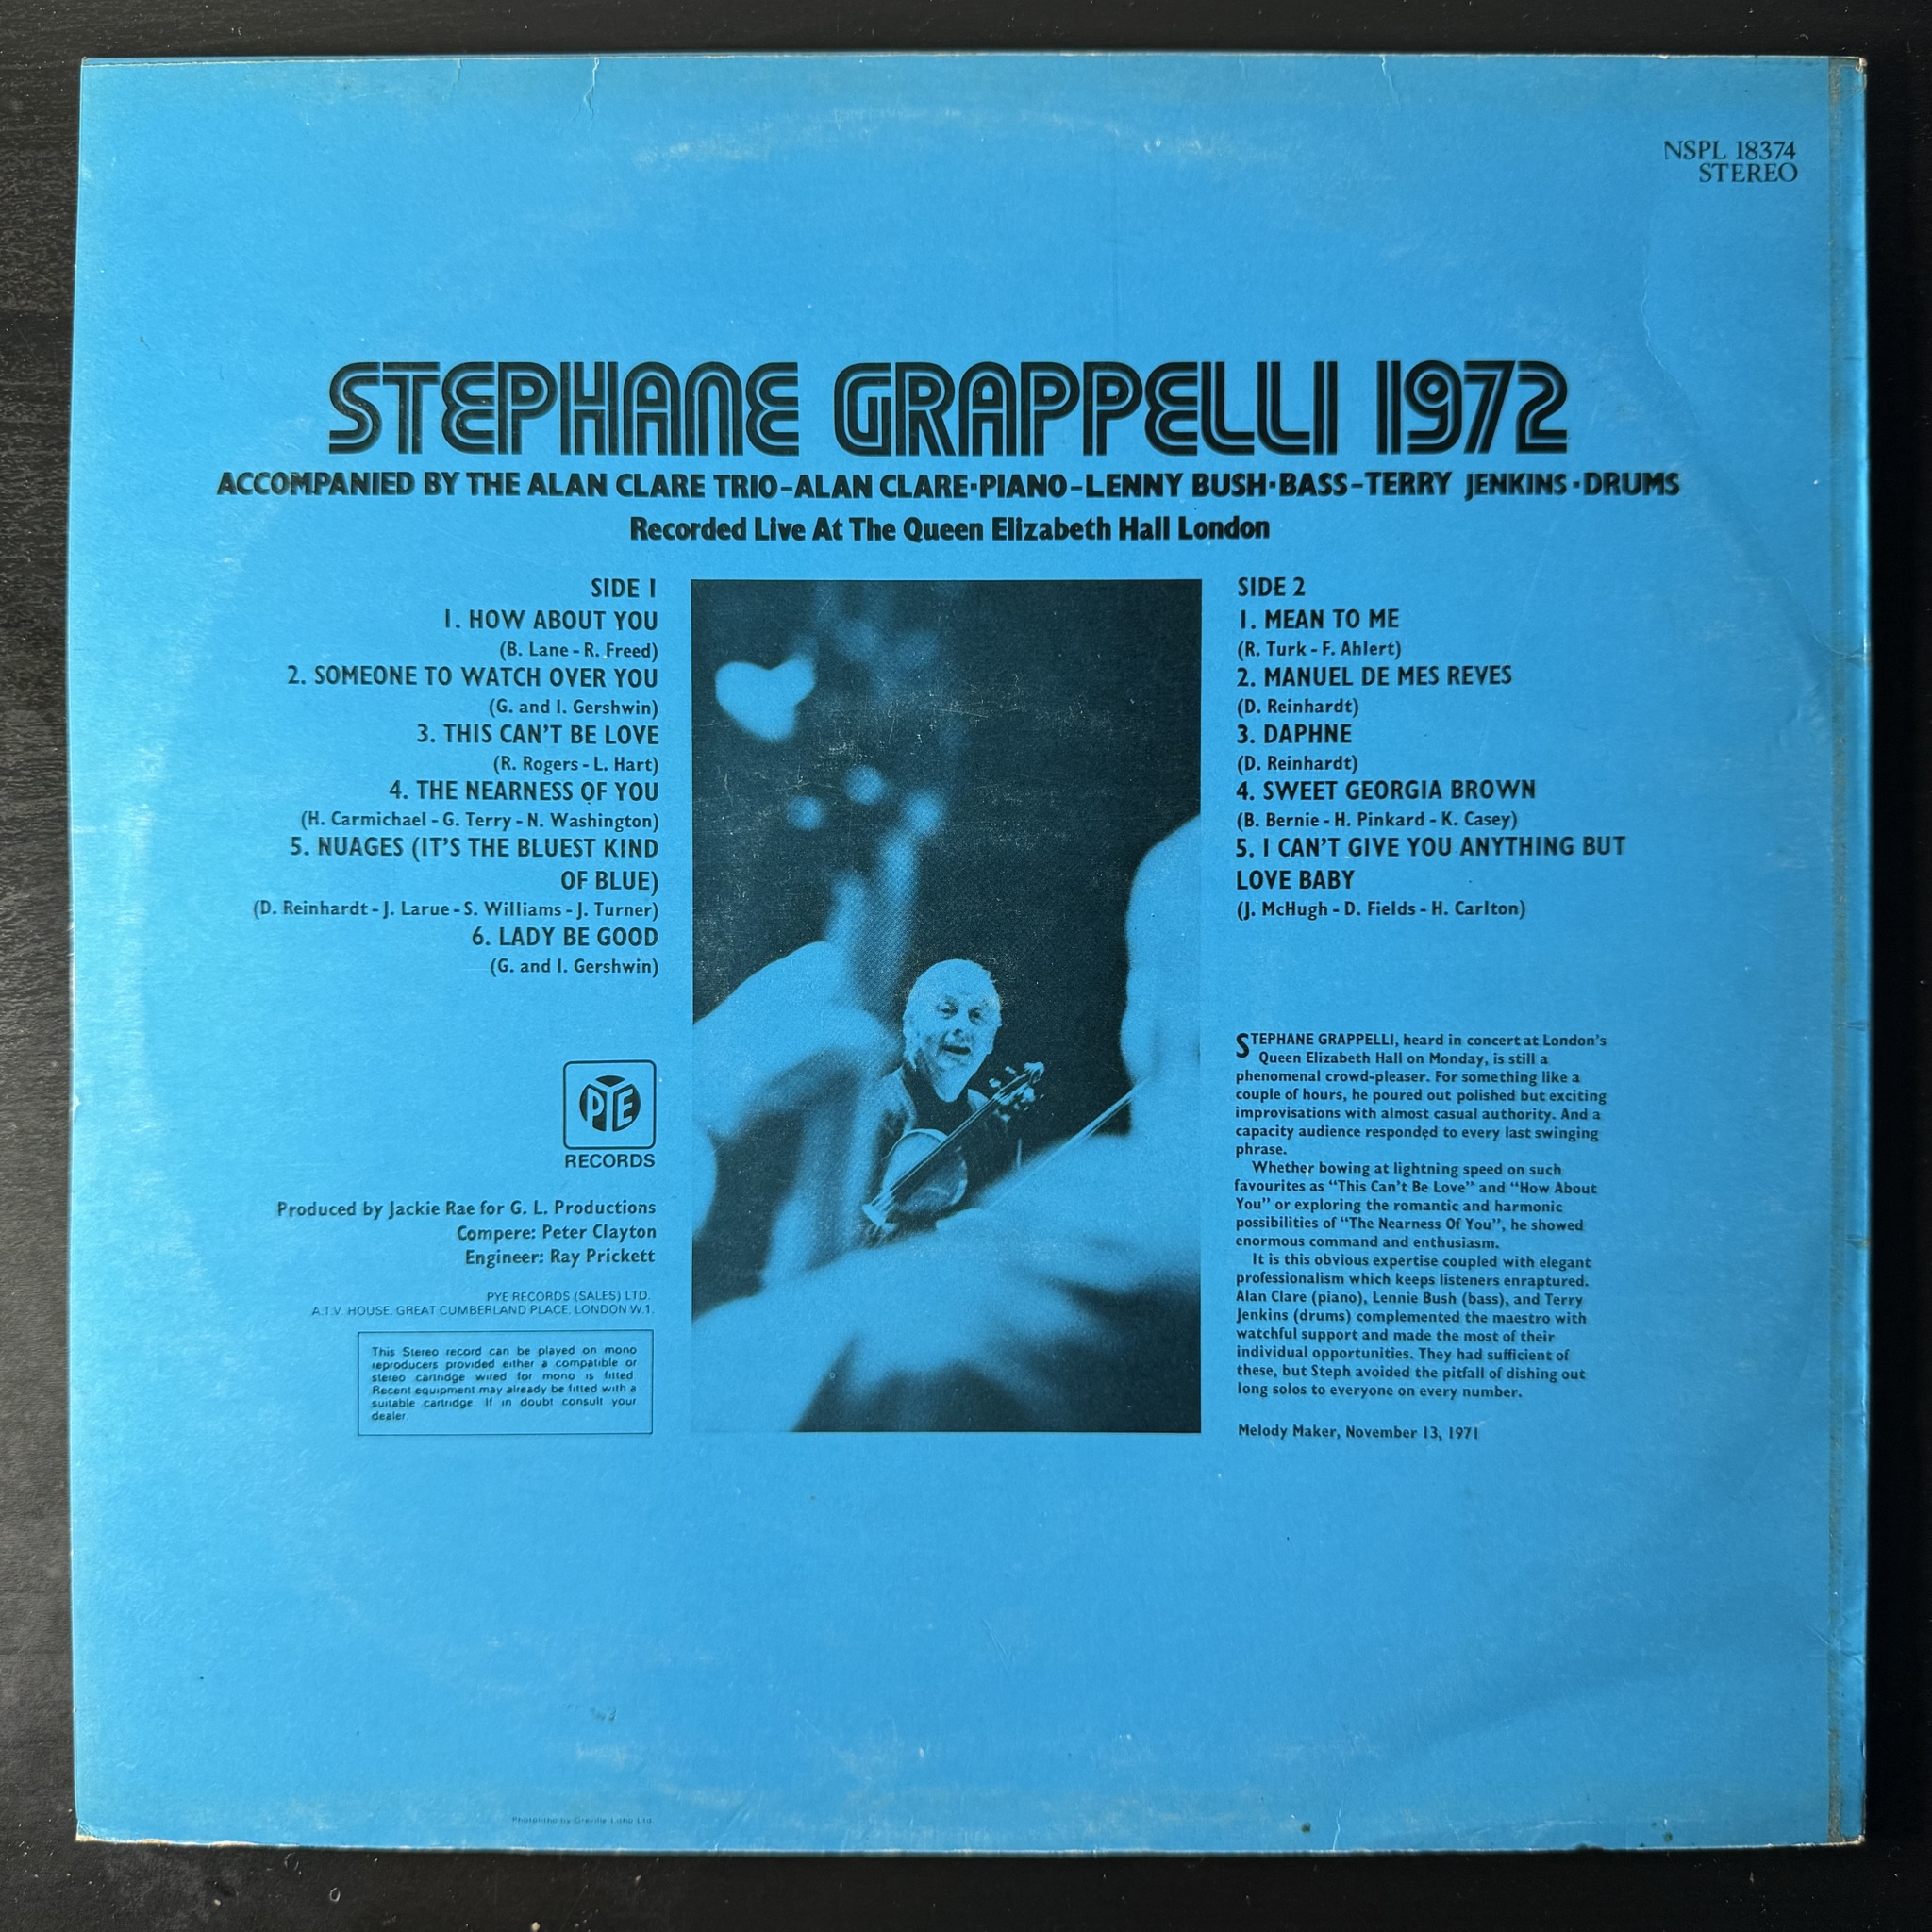 NSPL 18374
STEREO
STEPHANE GRAPPELLI 1972
ACCOMPANIED BY THE ALAN CLARE TRIO-ALAN CLARE·PIANO-LENNY BUSH·BASS-TERRY JENKINS·DRUMS
Recorded Live At The Queen Elizabeth Hall London
SIDE 1
1. HOW ABOUT YOU
(B. Lane - R. Freed)
2. SOMEONE TO WATCH OVER YOU
(G. and I. Gershwin)
3. THIS CAN'T BE LOVE
(R. Rogers - L. Hart)
4. THE NEARNESS OF YOU
(H. Carmichael - G. Terry - N. Washington)
5. NUAGES (IT'S THE BLUEST KIND
OF BLUE)
(D. Reinhardt - J. Larue - S. Williams - J. Turner)
6. LADY BE GOOD
(G. and I. Gershwin)
PYE
RECORDS
Produced by Jackie Rae for G. L. Productions
Compere: Peter Clayton
Engineer: Ray Prickett
PYE RECORDS (SALES) LTD.
A.T.V. HOUSE, GREAT CUMBERLAND PLACE, LONDON W.1.
This Stereo record can be played on mono
reproducers provided either a compatible or
stereo cartridge wired for mono is fitted.
Recent equipment may already be fitted with a
suitable cartridge. If in doubt consult your
dealer.
SIDE 2
1. MEAN TO ME
(R. Turk - F. Ahlert)
2. MANUEL DE MES REVES
(D. Reinhardt)
3. DAPHNE
(D. Reinhardt)
4. SWEET GEORGIA BROWN
(B. Bernie - H. Pinkard - K. Casey)
5. I CAN'T GIVE YOU ANYTHING BUT
LOVE BABY
(J. McHugh - D. Fields - H. Carlton)
STEPHANE GRAPPELLI, heard in concert at London's
Queen Elizabeth Hall on Monday, is still a
phenomenal crowd-pleaser. For something like a
couple of hours, he poured out polished but exciting
improvisations with almost casual authority. And a
capacity audience responded to every last swinging
phrase.
Whether bowing at lightning speed on such
favourites as “This Can't Be Love” and “How About
You” or exploring the romantic and harmonic
possibilities of “The Nearness Of You”, he showed
enormous command and enthusiasm.
It is this obvious expertise coupled with elegant
professionalism which keeps listeners enraptured.
Alan Clare (piano), Lennie Bush (bass), and Terry
Jenkins (drums) complemented the maestro with
watchful support and made the most of their
individual opportunities. They had sufficient of
these, but Steph avoided the pitfall of dishing out
long solos to everyone on every number.
Melody Maker, November 13, 1971
Photolitho by Greville Litho Ltd.